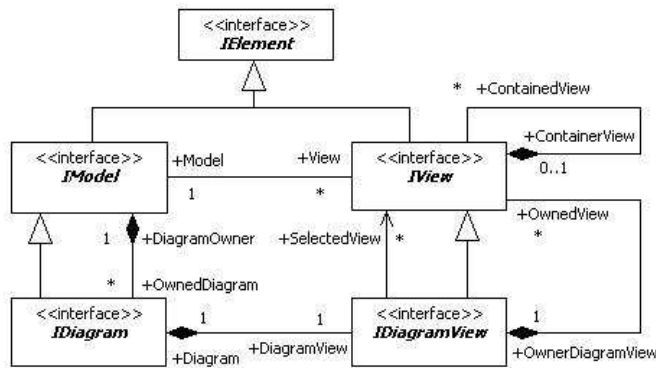 <<interface>>
IElement
* +ContainedView
+ContainerView
0..1
<<interface>>
IModel
+Model
1
+View
*
<<interface>>
IView
+OwnedView
*
1
+DiagramOwner
+SelectedView
*
*
+OwnedDiagram
<<interface>>
IDiagram
1
+Diagram
1
+DiagramView
<<interface>>
IDiagramView
1
+OwnerDiagramView